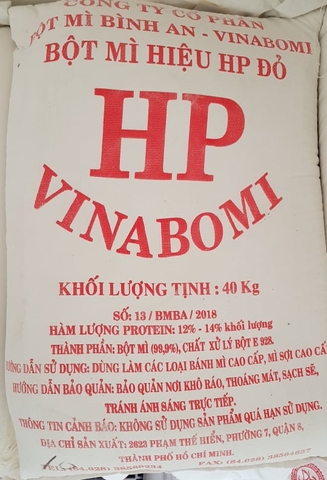 CÔNG TY CỔ PHẦN
BỘT MÌ BÌNH AN - VINABOMI
BỘT MÌ HIỆU HP ĐỎ
HP
VINABOMI
KHỐI LƯỢNG TỊNH : 40 Kg
SỐ: 13 / BMBA / 2018
HÀM LƯỢNG PROTEIN: 12% - 14% khối lượng
THÀNH PHẦN: BỘT MÌ (99,9%), CHẤT XỬ LÝ BỘT E 928.
DẪN SỬ DỤNG: DÙNG LÀM CÁC LOẠI BÁNH MÌ CAO CẤP, MÌ SỢI CAO CẤP
HƯỚNG DẪN BẢO QUẢN: BẢO QUẢN NƠI KHÔ RÁO, THOÁNG MÁT, SẠCH SẼ,
TRÁNH ÁNH SÁNG TRỰC TIẾP.
THÔNG TIN CẢNH BÁO: KHÔNG SỬ DỤNG SẢN PHẨM QUÁ HẠN SỬ DỤNG.
ĐỊA CHỈ SẢN XUẤT: 2623 PHẠM THẾ HIỂN, PHƯỜNG 7, QUẬN 8,
THÀNH PHỐ HỒ CHÍ MINH.
FAX: (84.028)